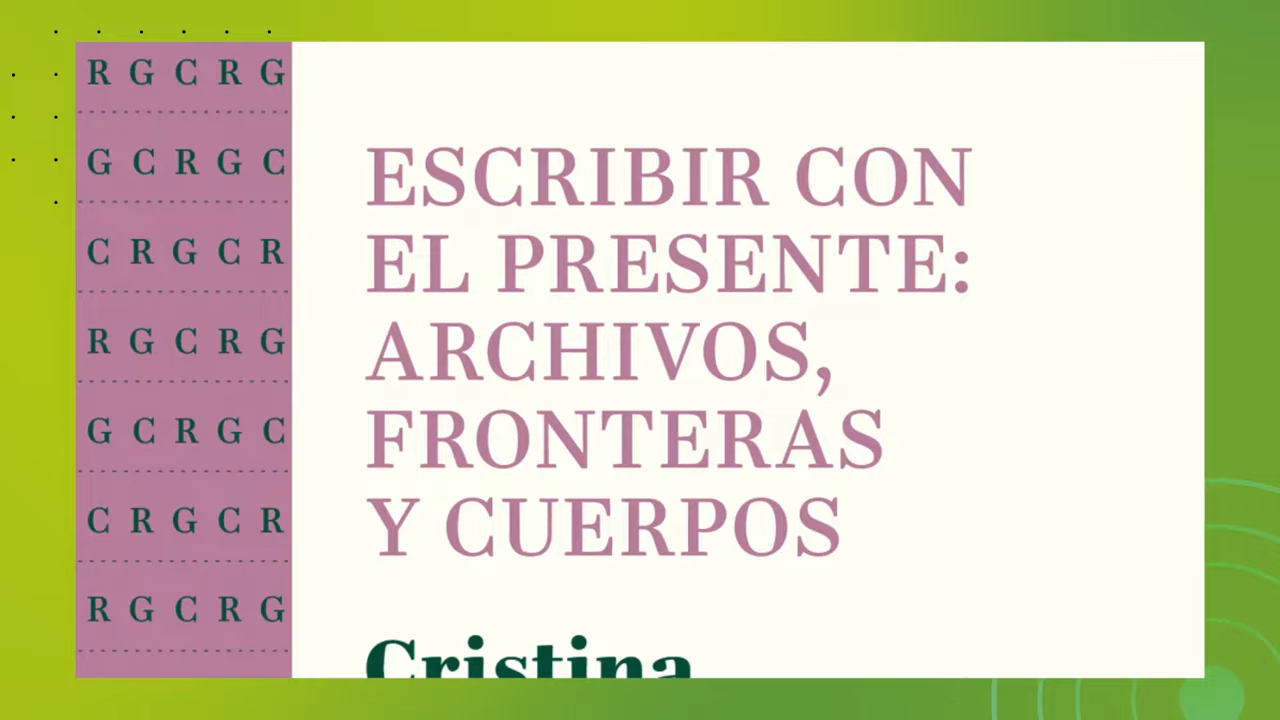 R G C R G
G C R G C
C R G C R
R G C R G
G C R G C
C R G C R
R G C R G
ESCRIBIR CON
EL PRESENTE:
ARCHIVOS,
FRONTERAS
Y CUERPOS
Cristina